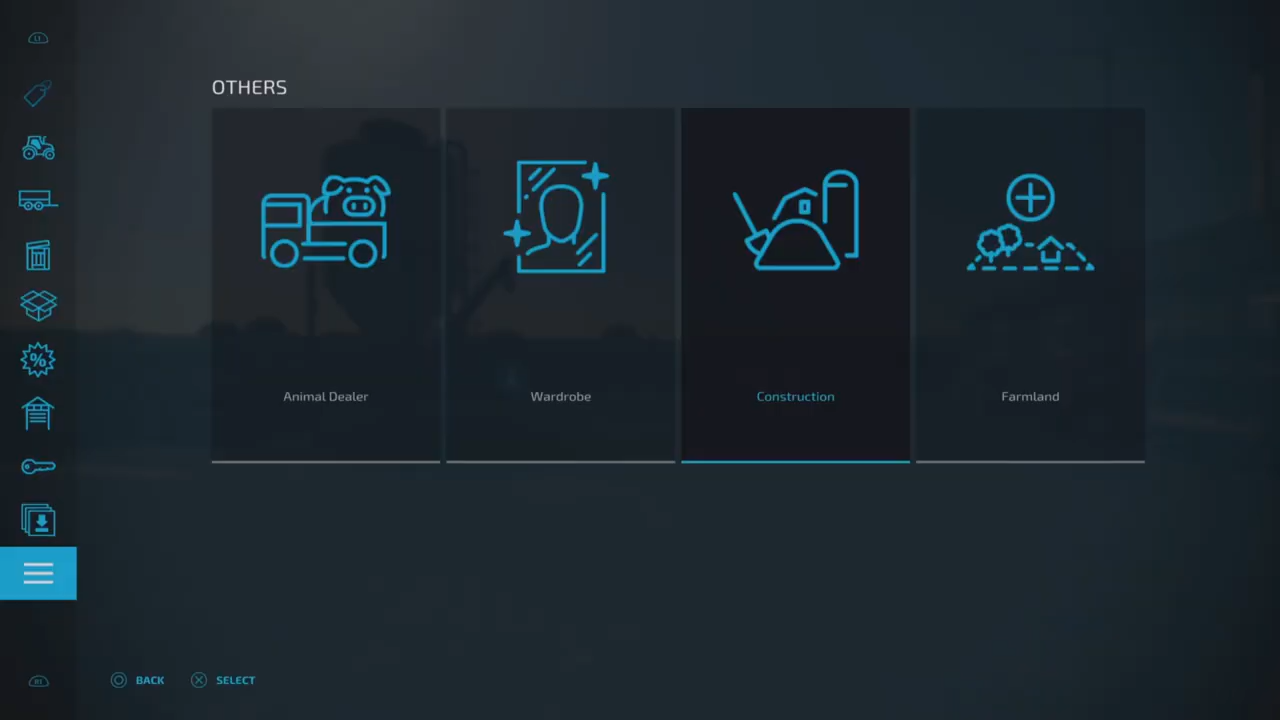 OTHERS
Animal Dealer
Wardrobe
Construction
Farmland
BACK
SELECT